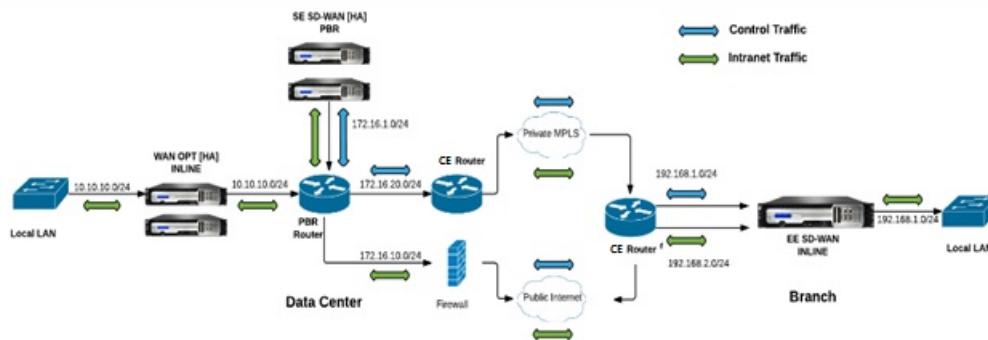 SE SD-WAN [HA]
PBR
Control Traffic
Intranet Traffic
172.16.1.0/24
Private MPLS
WAN OPT [HA]
INLINE
CE Router
10.10.10.0/24
10.10.10.0/24
172.16.20.0/24
192.168.1.0/24
Local LAN
PBR
Router
CE Router
192.168.2.0/24
EE SD-WAN
INLINE
192.168.1.0/24
Local LAN
172.16.10.0/24
Data Center
Firewall
Public Internet
Branch